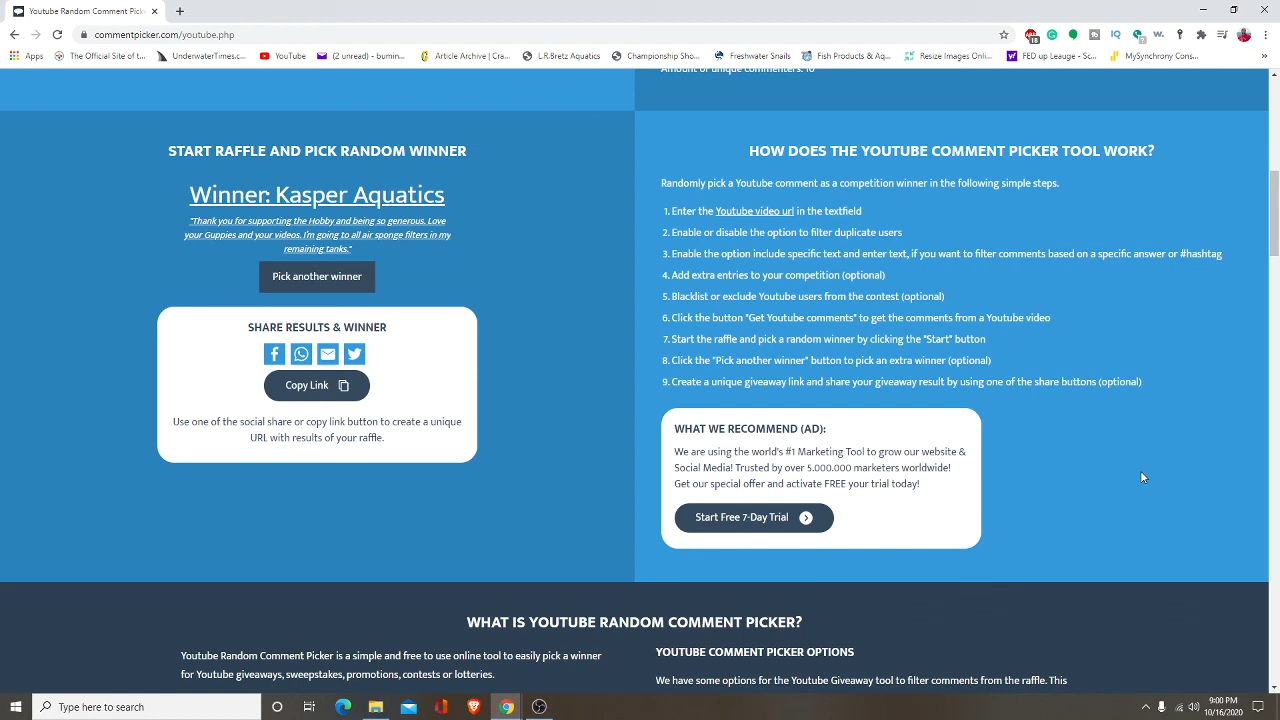 Youtube Random Comment Picker
commentpicker.com/youtube.php
18
IQ
?
w.
Apps
The Official Site of t...
UnderwaterTimes.c...
YouTube
(2 unread) - bumin...
Article Archive | Cra...
L.R.Bretz Aquatics
Championship Sho...
Freshwater Snails
Fish Products & Aq...
Resize Images Onl...
FED up Leauge - Sc...
MySynchrony Cons...
Amount of unique commenters: 16
START RAFFLE AND PICK RANDOM WINNER
Winner: Kasper Aquatics
"Thank you for supporting the Hobby and being so generous. Love
your Guppies and your videos. I'm going to all air sponge filters in my
remaining tanks."
Pick another winner
SHARE RESULTS & WINNER
Copy Link
Use one of the social share or copy link button to create a unique
URL with results of your raffle.
HOW DOES THE YOUTUBE COMMENT PICKER TOOL WORK?
Randomly pick a Youtube comment as a competition winner in the following simple steps.
1. Enter the Youtube video url in the textfield
2. Enable or disable the option to filter duplicate users
3. Enable the option include specific text and enter text, if you want to filter comments based on a specific answer or #hashtag
4. Add extra entries to your competition (optional)
5. Blacklist or exclude Youtube users from the contest (optional)
6. Click the button "Get Youtube comments" to get the comments from a Youtube video
7. Start the raffle and pick a random winner by clicking the "Start" button
8. Click the "Pick another winner" button to pick an extra winner (optional)
9. Create a unique giveaway link and share your giveaway result by using one of the share buttons (optional)
WHAT WE RECOMMEND (AD):
We are using the world's #1 Marketing Tool to grow our website &
Social Media! Trusted by over 5.000.000 marketers worldwide!
Get our special offer and activate FREE your trial today!
Start Free 7-Day Trial
WHAT IS YOUTUBE RANDOM COMMENT PICKER?
Youtube Random Comment Picker is a simple and free to use online tool to easily pick a winner
for Youtube giveaways, sweepstakes, promotions, contests or lotteries.
YOUTUBE COMMENT PICKER OPTIONS
We have some options for the Youtube Giveaway tool to filter comments from the raffle. This
Type here to search
9:00 PM
10/16/2020